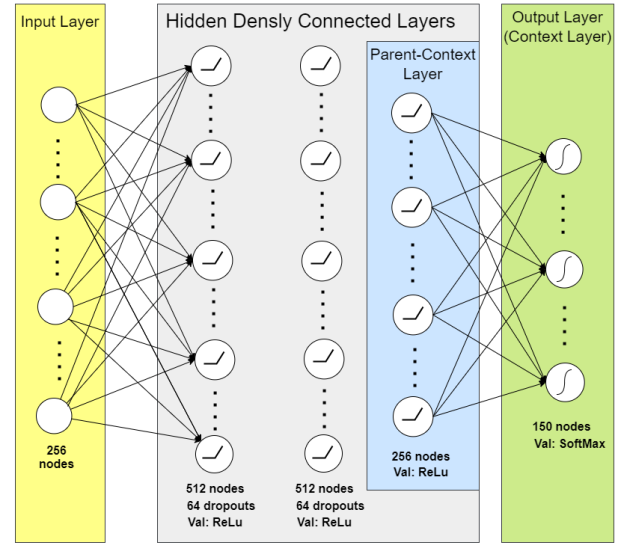 Input Layer
Hidden Densly Connected Layers
Output Layer
(Context Layer)
Parent-Context
Layer
256
nodes
512 nodes
64 dropouts
Val: ReLu
512 nodes
64 dropouts
Val: ReLu
256 nodes
Val: ReLu
150 nodes
Val: SoftMax